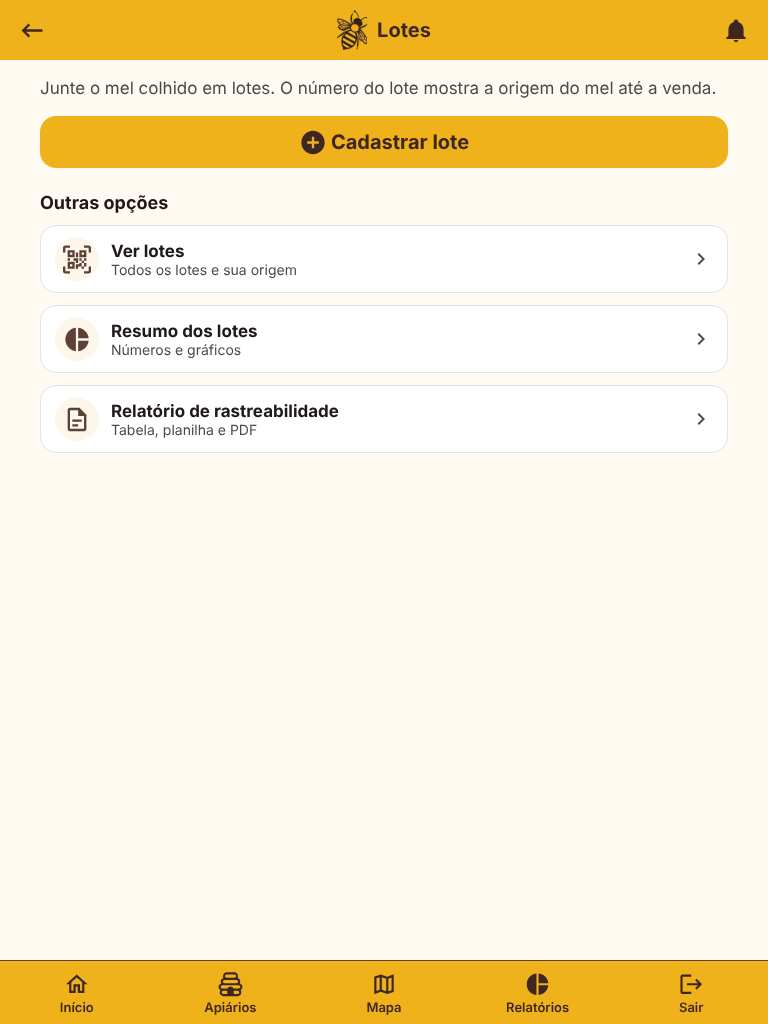 Lotes
Junte o mel colhido em lotes. O número do lote mostra a origem do mel até a venda.
Cadastrar lote
Outras opções
Ver lotes
Todos os lotes e sua origem
Resumo dos lotes
Números e gráficos
Relatório de rastreabilidade
Tabela, planilha e PDF
Início
Apiários
Mapa
Relatórios
Sair